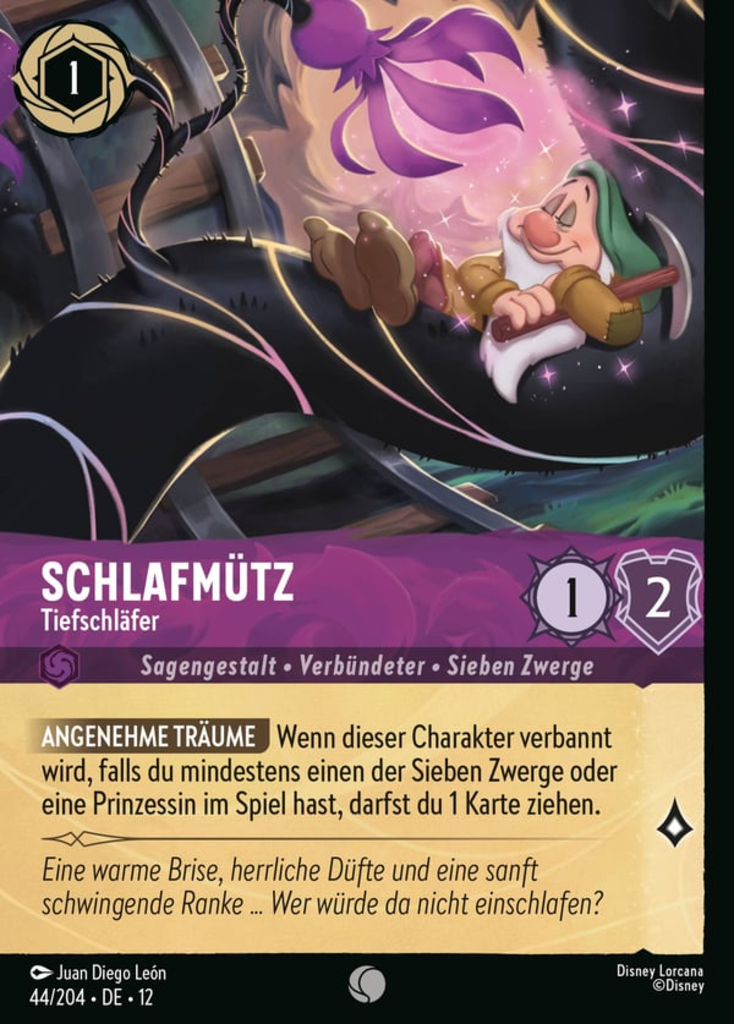 1
SCHLAFMÜTZ
Tiefschläfer
1 2
Sagengestalt • Verbündeter • Sieben Zwerge
ANGENEHME TRÄUME Wenn dieser Charakter verbannt
wird, falls du mindestens einen der Sieben Zwerge oder
eine Prinzessin im Spiel hast, darfst du 1 Karte ziehen.
Eine warme Brise, herrliche Düfte und eine sanft
schwingende Ranke ... Wer würde da nicht einschlafen?
Juan Diego León
44/204 • DE • 12
Disney Lorcana
©Disney